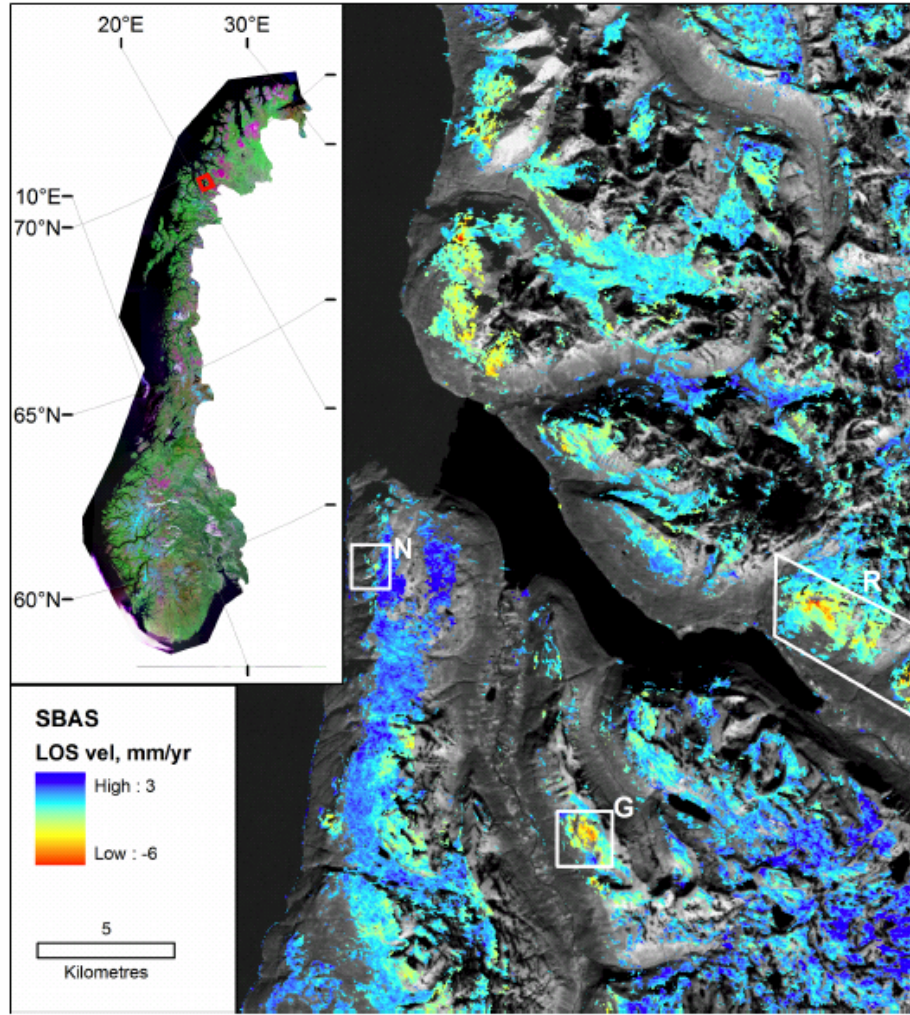 20°E
30°E
10°E
70°N
65°N
60°N
N
R
G
SBAS
LOS vel, mm/yr
High : 3
Low : -6
5
Kilometres